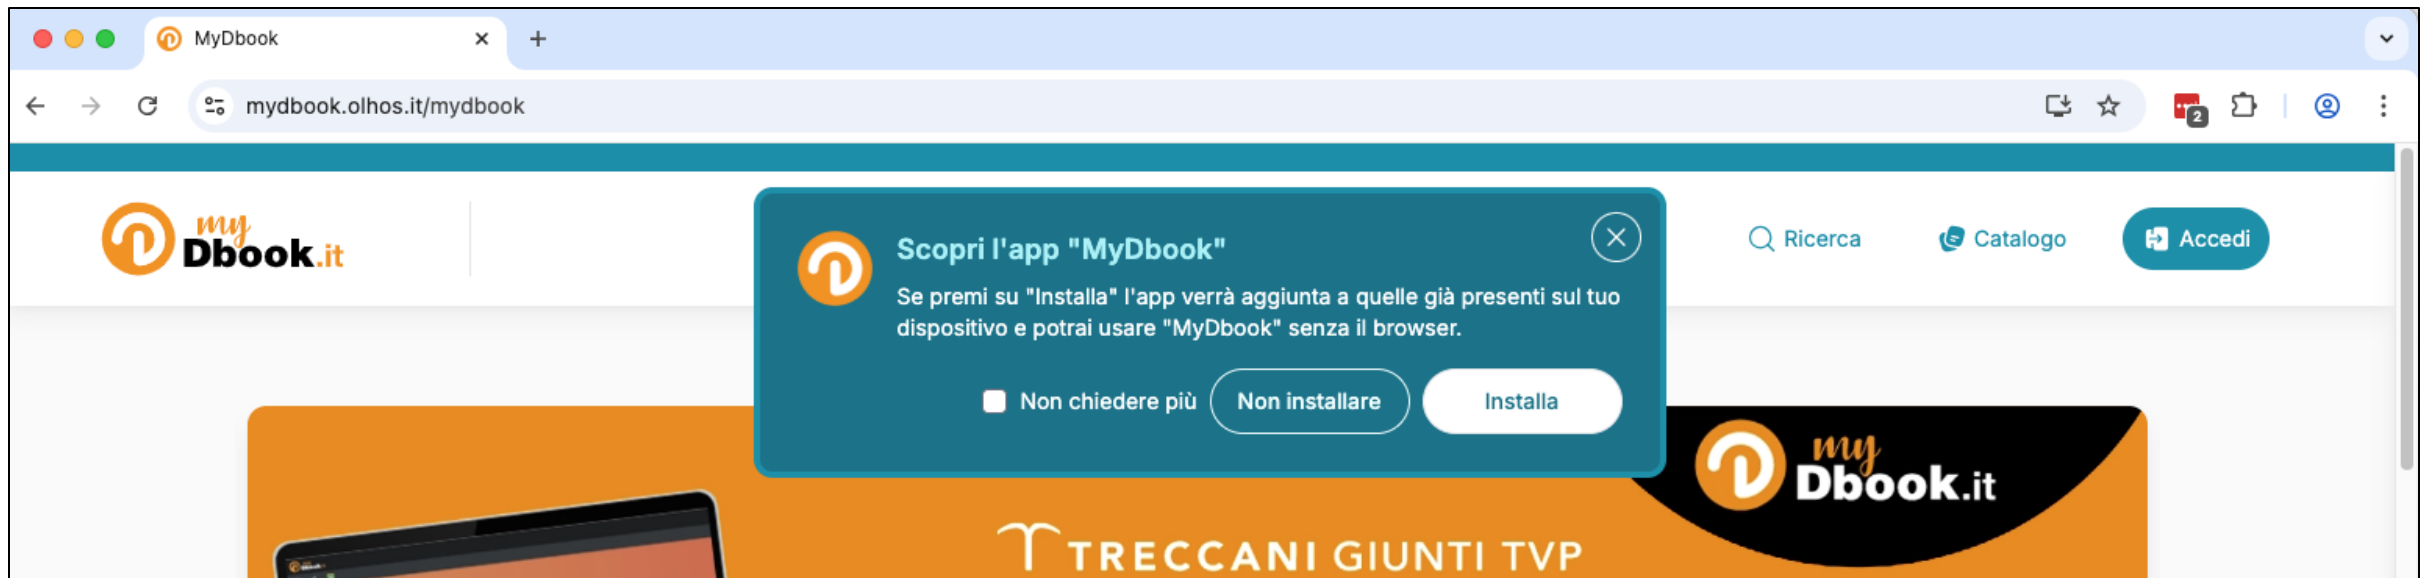 MyDbook
mydbook.olhos.it/mydbook
2
my
Dbook.it
Scopri l'app "MyDbook"
Se premi su "Installa" l'app verrà aggiunta a quelle già presenti sul tuo
dispositivo e potrai usare "MyDbook" senza il browser.
Non chiedere più
Non installare
Installa
Ricerca
Catalogo
Accedi
my
Dbook.it
TRECCANI GIUNTI TVP